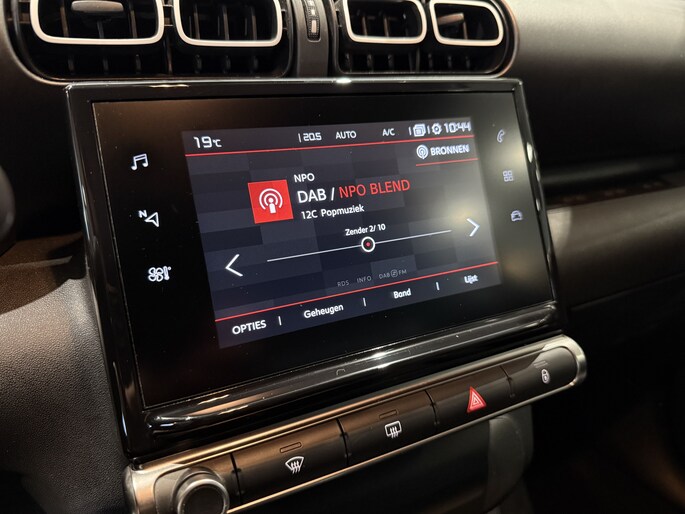 19°C | 20.5 AUTO A/C 10:44
BRONNEN
NPO
DAB / NPO BLEND
12C Popmuziek
Zender 2/ 10
RDS INFO DAB FM
OPTIES | Geheugen | Band | Lijst
N